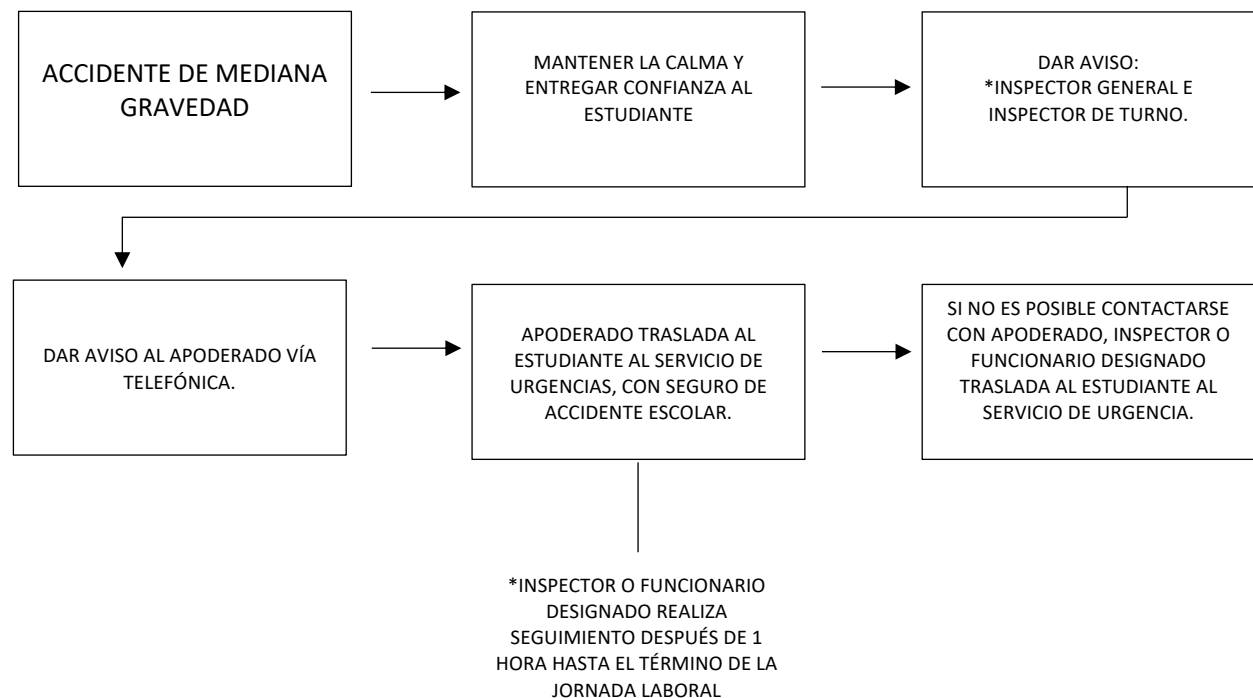 ACCIDENTE DE MEDIANA
GRAVEDAD
MANTENER LA CALMA Y
ENTREGAR CONFIANZA AL
ESTUDIANTE
DAR AVISO:
*INSPECTOR GENERAL E
INSPECTOR DE TURNO.
DAR AVISO AL APODERADO VÍA
TELEFÓNICA.
APODERADO TRASLADA AL
ESTUDIANTE AL SERVICIO DE
URGENCIAS, CON SEGURO DE
ACCIDENTE ESCOLAR.
SI NO ES POSIBLE CONTACTARSE
CON APODERADO, INSPECTOR O
FUNCIONARIO DESIGNADO
TRASLADA AL ESTUDIANTE AL
SERVICIO DE URGENCIA.
*INSPECTOR O FUNCIONARIO
DESIGNADO REALIZA
SEGUIMIENTO DESPUÉS DE 1
HORA HASTA EL TÉRMINO DE LA
JORNADA LABORAL